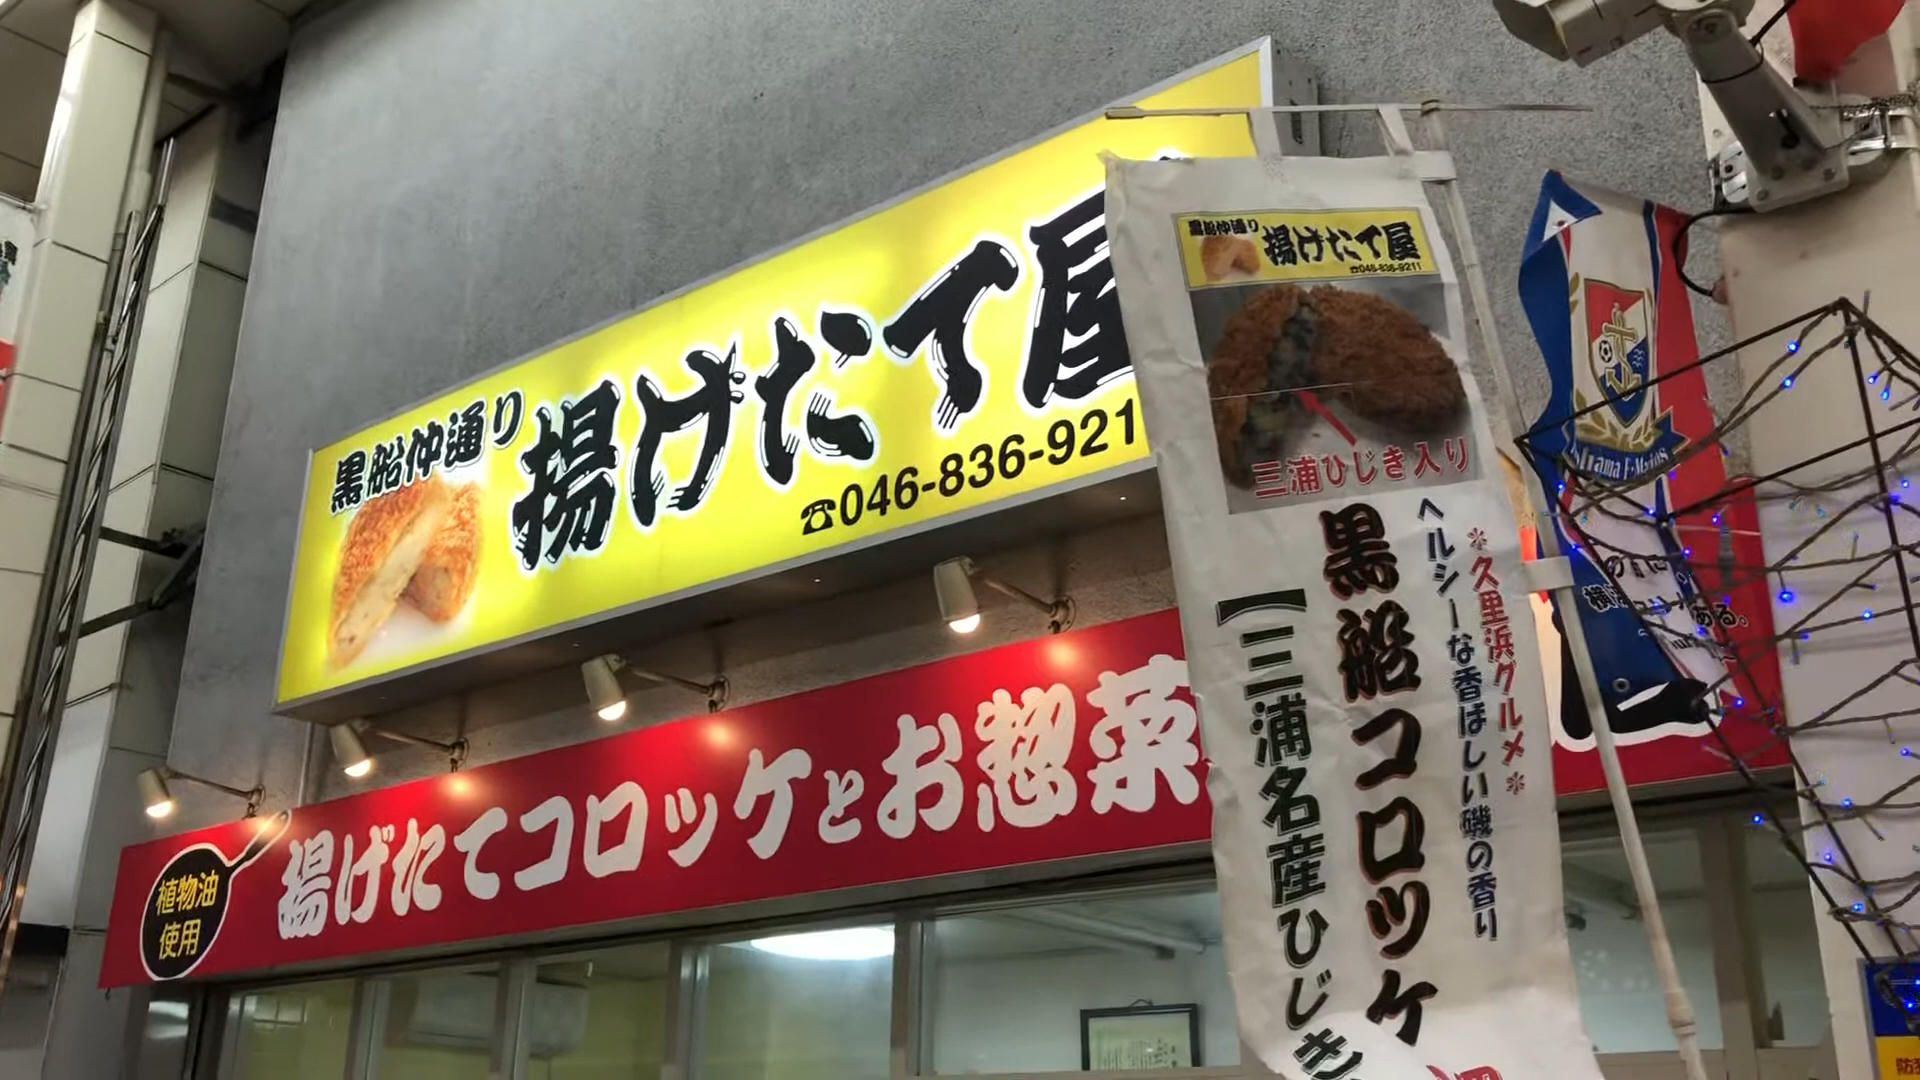 黒船仲通り
揚げたて屋
☎046-836-921
植物油
使用
揚げたてコロッケとお惣菜
黒船仲通り
揚げたて屋
☎046-836-9211
三浦ひじき入り
*久里浜グルメ*
ヘルシーな香ばしい磯の香り
黒船コロッケ
【三浦名産ひじき
ある。